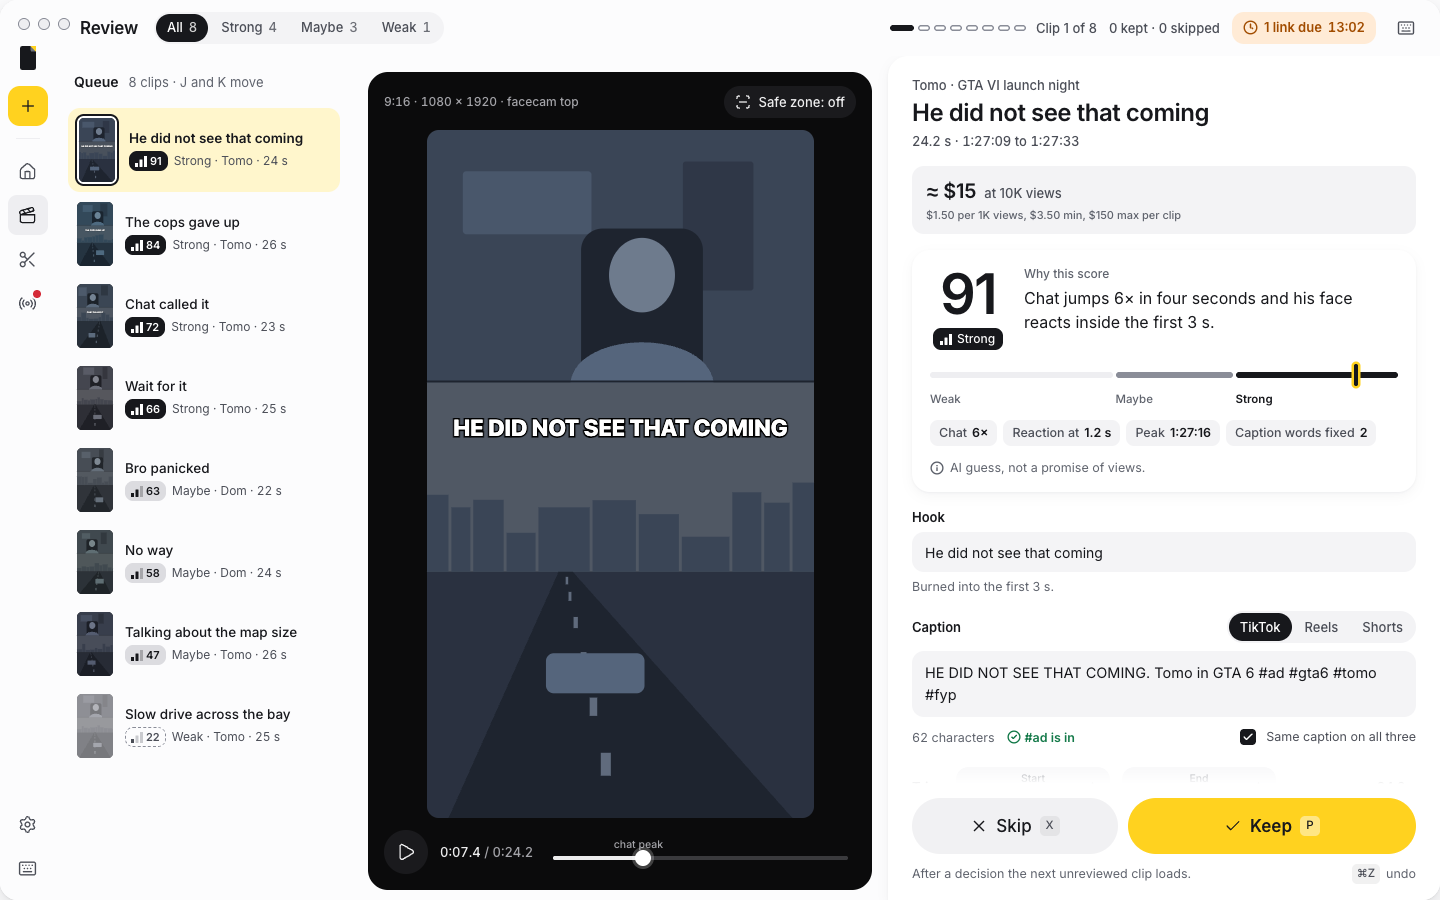 Review
All 8
Strong 4
Maybe 3
Weak 1
Clip 1 of 8
0 kept · 0 skipped
1 link due 13:02
Queue
8 clips · J and K move
He did not see that coming
91
Strong · Tomo · 24 s
The cops gave up
84
Strong · Tomo · 26 s
Chat called it
72
Strong · Tomo · 23 s
Wait for it
66
Strong · Tomo · 25 s
Bro panicked
63
Maybe · Dom · 22 s
No way
58
Maybe · Dom · 24 s
Talking about the map size
47
Maybe · Tomo · 26 s
Slow drive across the bay
22
Weak · Tomo · 25 s
9:16 · 1080 × 1920 · facecam top
Safe zone: off
HE DID NOT SEE THAT COMING
chat peak
0:07.4 / 0:24.2
Tomo · GTA VI launch night
He did not see that coming
24.2 s · 1:27:09 to 1:27:33
≈ $15 at 10K views
$1.50 per 1K views, $3.50 min, $150 max per clip
91
Strong
Why this score
Chat jumps 6× in four seconds and his face
reacts inside the first 3 s.
Weak
Maybe
Strong
Chat 6×
Reaction at 1.2 s
Peak 1:27:16
Caption words fixed 2
AI guess, not a promise of views.
Hook
He did not see that coming
Burned into the first 3 s.
Caption
TikTok
Reels
Shorts
HE DID NOT SEE THAT COMING. Tomo in GTA 6 #ad #gta6 #tomo
#fyp
62 characters
#ad is in
Same caption on all three
Start
End
Skip X
Keep P
After a decision the next unreviewed clip loads.
⌘Z undo